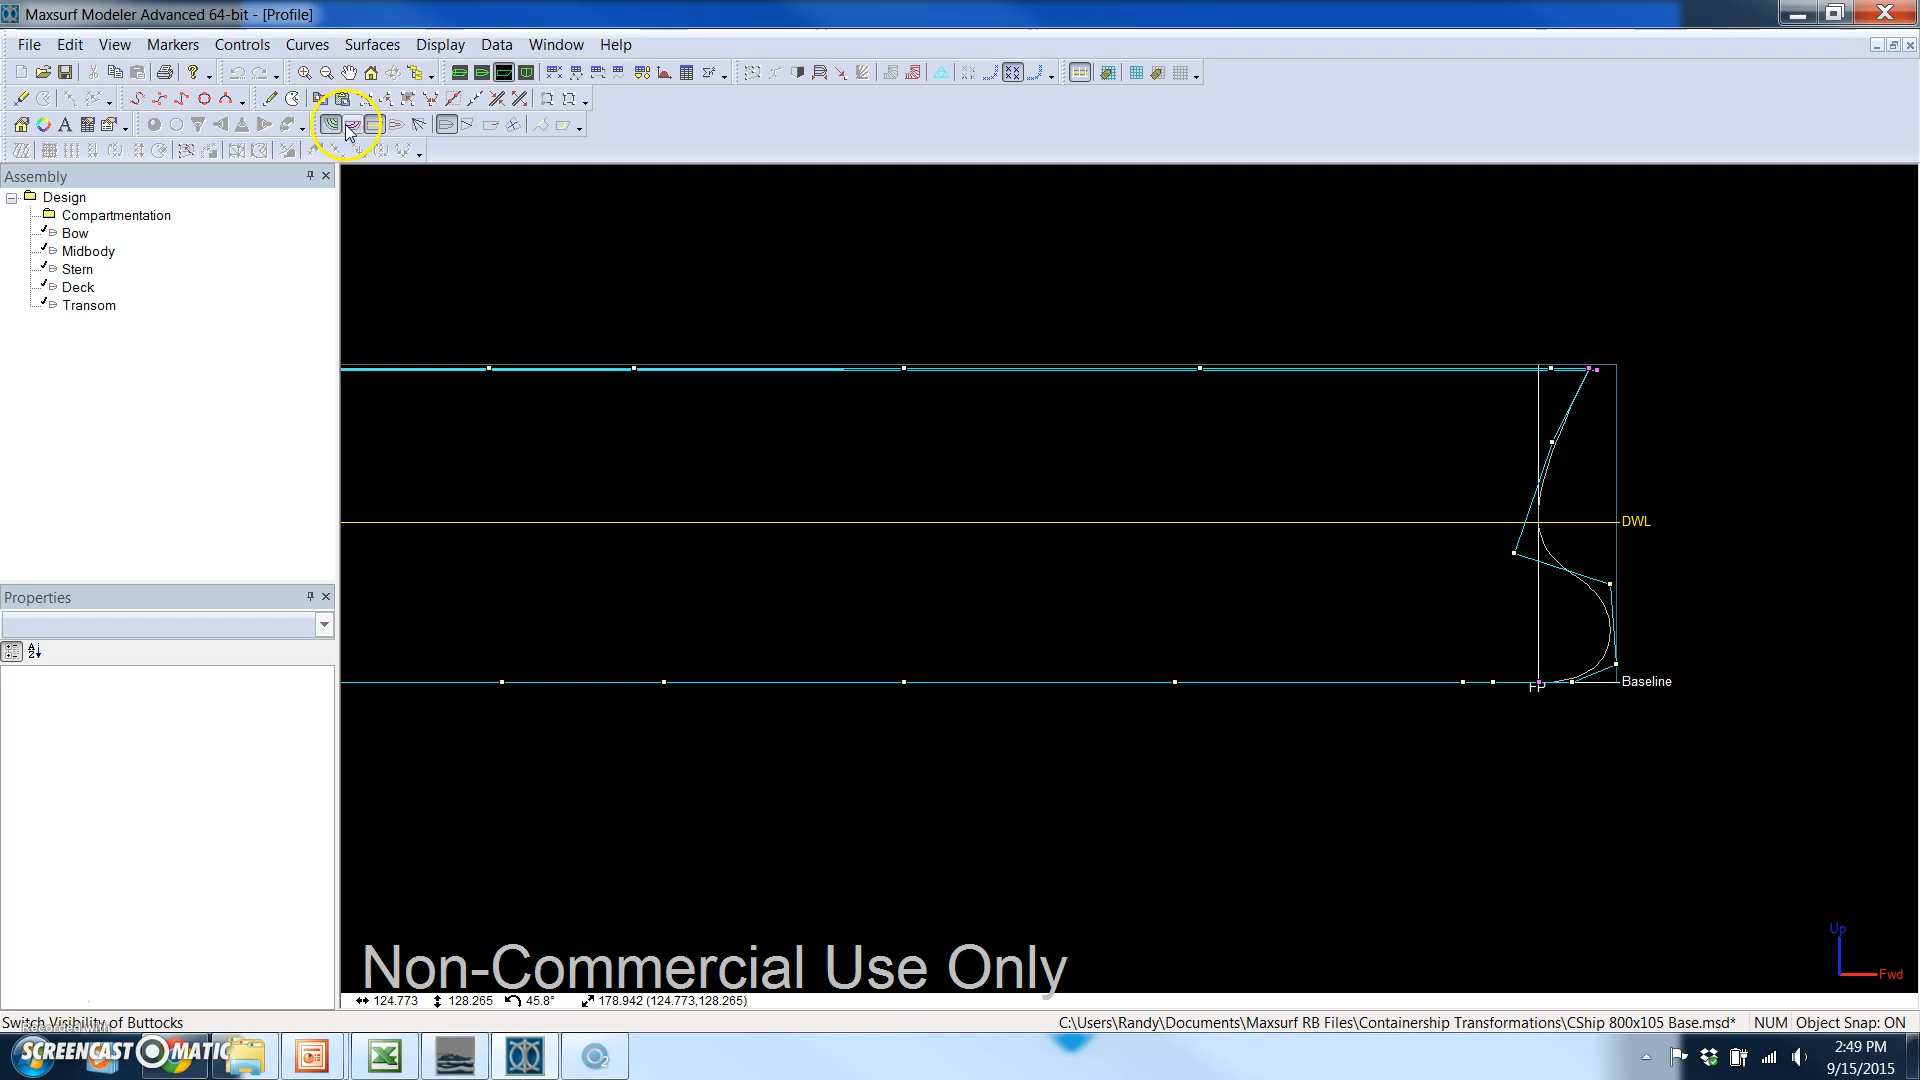 Maxsurf Modeler Advanced 64-bit - [Profile]
File Edit View Markers Controls Curves Surfaces Display Data Window Help
Assembly
Design
Compartmentation
Bow
Midbody
Stern
Deck
Transom
Properties
DWL
Baseline
FP
Up
Fwd
Non-Commercial Use Only
124.773 128.265 45.8° 178.942 (124.773,128.265)
Switch Visibility of Buttocks
C:\Users\Randy\Documents\Maxsurf RB Files\Containership Transformations\CShip 800x105 Base.msd* NUM Object Snap: ON
Recorded with
SCREENCAST MATIC
2:49 PM
9/15/2015